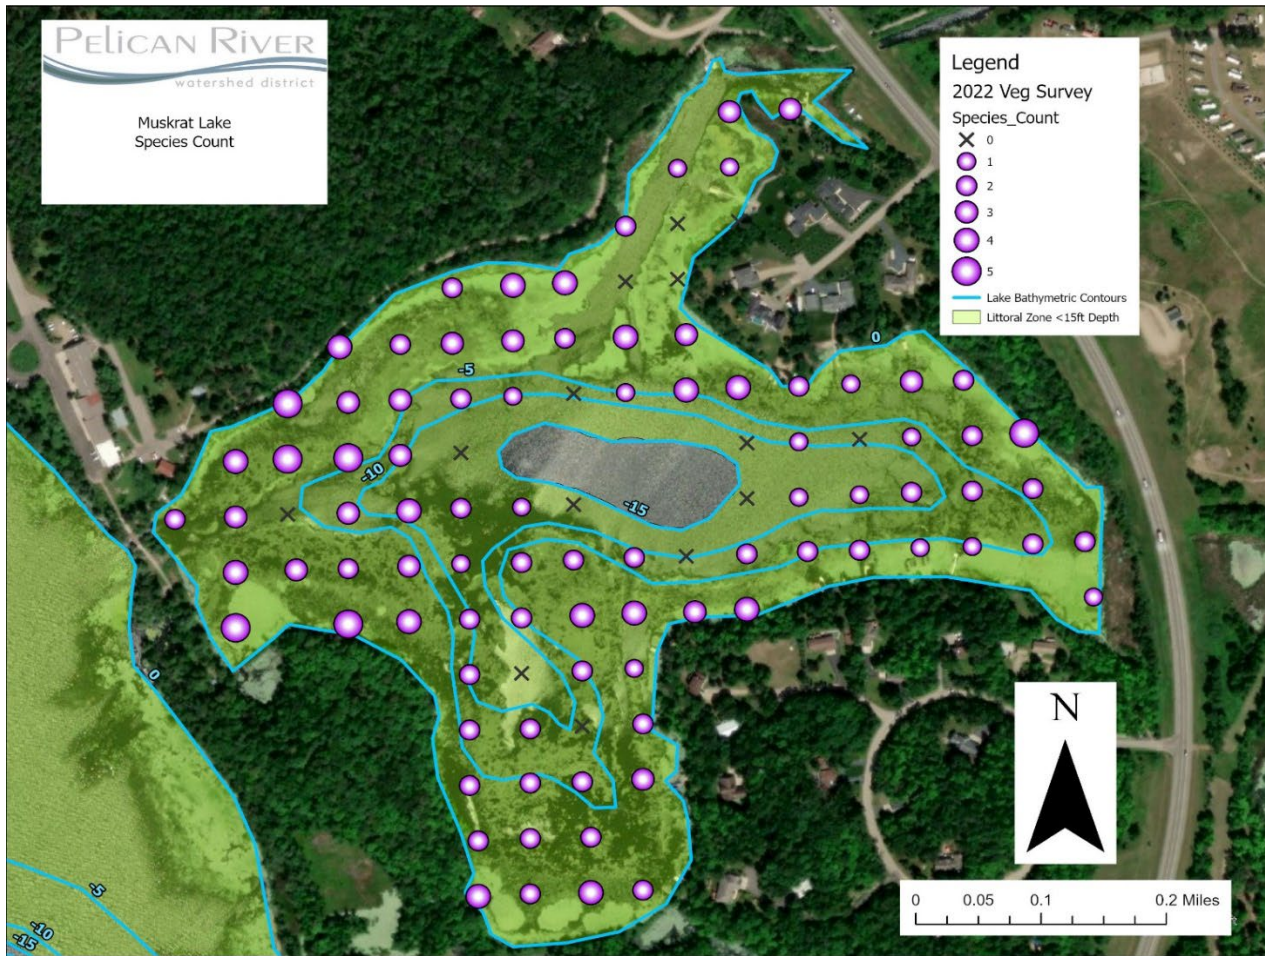 PELICAN RIVER
watershed district
Muskrat Lake
Species Count
Legend
2022 Veg Survey
Species_Count
0
1
2
3
4
5
Lake Bathymetric Contours
Littoral Zone <15ft Depth
0
-5
-10
-15
0
-5
-10
-15
N
0 0.05 0.1 0.2 Miles